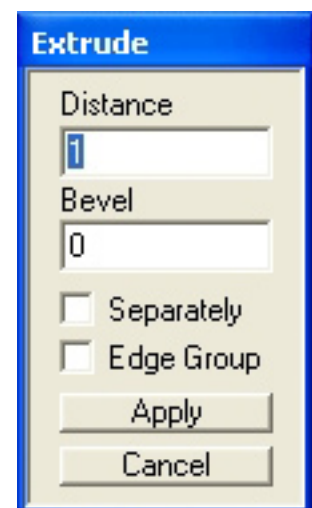 Extrude
Distance
1
Bevel
0
Separately
Edge Group
Apply
Cancel